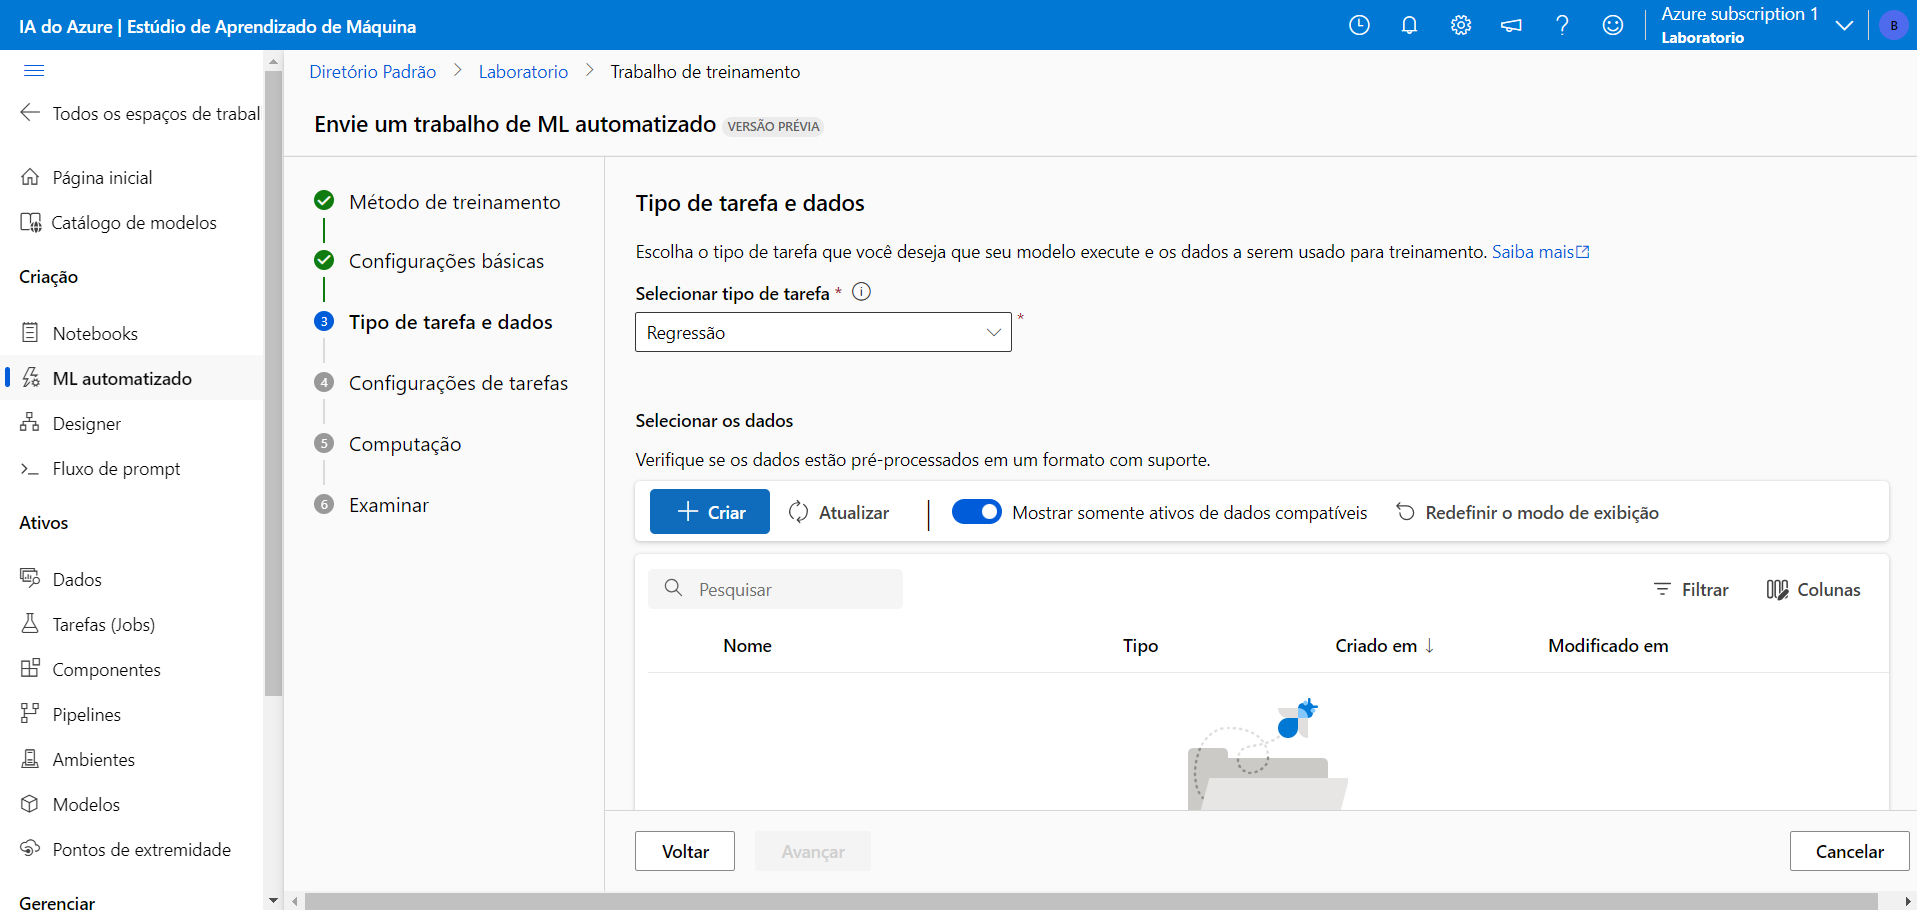 IA do Azure | Estúdio de Aprendizado de Máquina
Azure subscription 1
Laboratorio
B
Todos os espaços de trabal
Página inicial
Catálogo de modelos
Criação
Notebooks
ML automatizado
Designer
Fluxo de prompt
Ativos
Dados
Tarefas (Jobs)
Componentes
Pipelines
Ambientes
Modelos
Pontos de extremidade
Gerenciar
Diretório Padrão > Laboratorio > Trabalho de treinamento
Envie um trabalho de ML automatizado VERSÃO PRÉVIA
Método de treinamento
Configurações básicas
3 Tipo de tarefa e dados
4 Configurações de tarefas
5 Computação
6 Examinar
Tipo de tarefa e dados
Escolha o tipo de tarefa que você deseja que seu modelo execute e os dados a serem usado para treinamento. Saiba mais
Selecionar tipo de tarefa *
Regressão *
Selecionar os dados
Verifique se os dados estão pré-processados em um formato com suporte.
+ Criar Atualizar | Mostrar somente ativos de dados compatíveis Redefinir o modo de exibição
Pesquisar Filtrar Colunas
Nome Tipo Criado em ↓ Modificado em
Voltar Avançar Cancelar